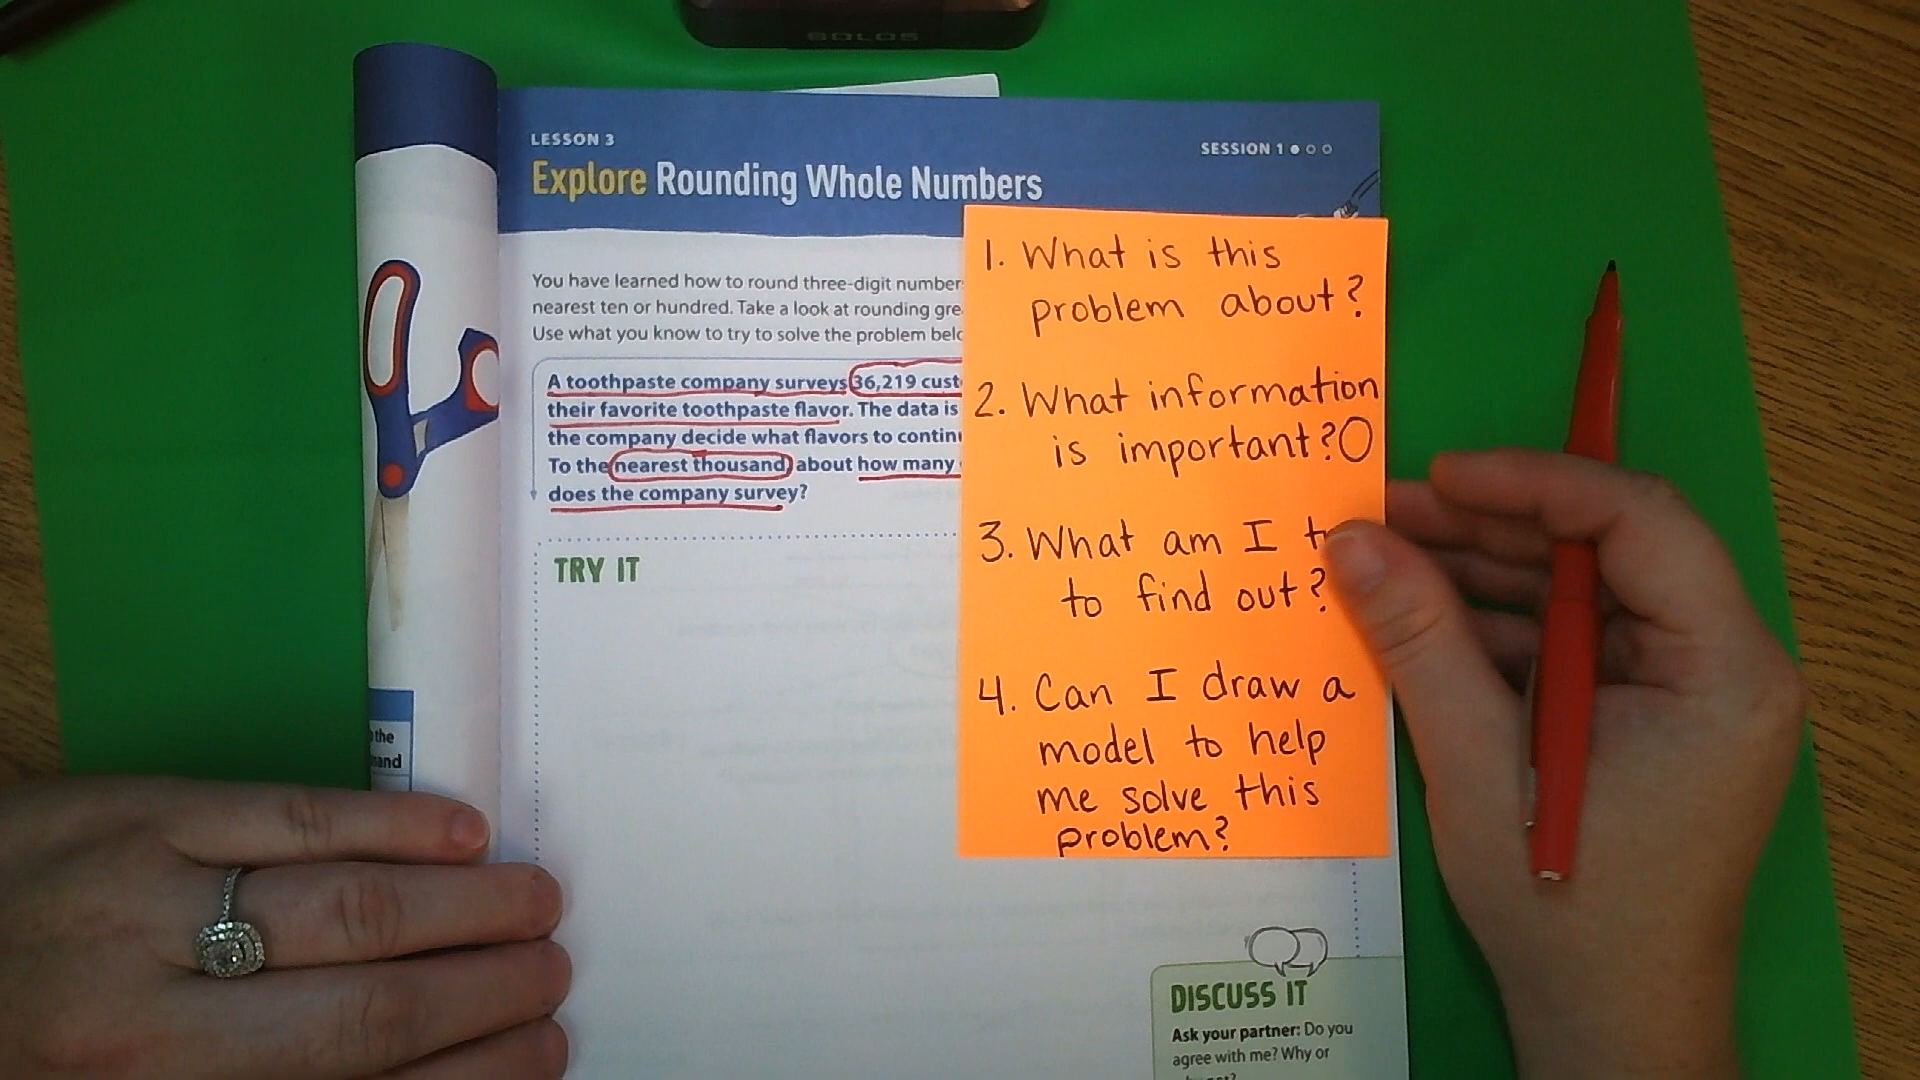 SOLOS
LESSON 3
SESSION 1
Explore Rounding Whole Numbers
You have learned how to round three-digit number
nearest ten or hundred. Take a look at rounding
Use what you know to try to solve the problem
A toothpaste company surveys 36,219
their favorite toothpaste flavor. The data is
the company decide what flavors to
To the nearest thousand, about how many
does the company survey?
TRY IT
1. What is this
problem about?
2. What information
is important?
3. What am I
to find out?
4. Can I draw a
model to help
me solve this
problem?
the
DISCUSS IT
Ask your partner: Do you
agree with me? Why or